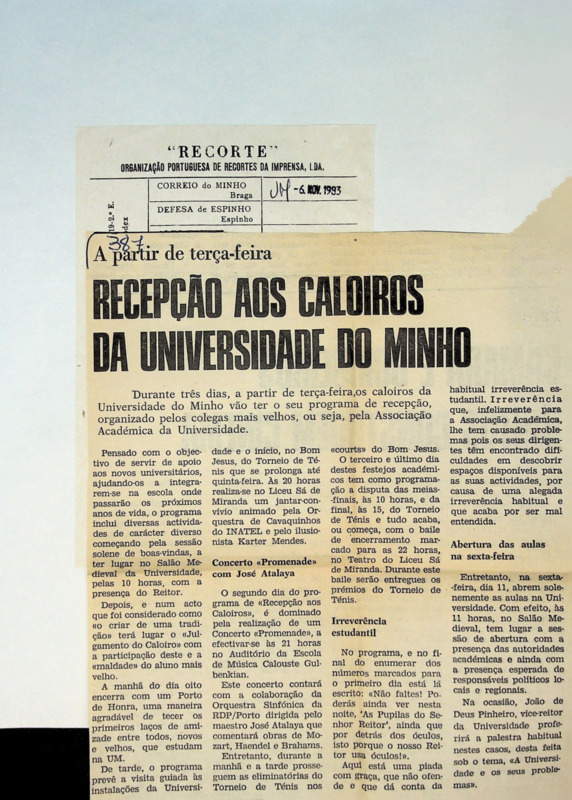 "RECORTE"
ORGANIZAÇÃO PORTUGUESA DE RECORTES DA IMPRENSA, LDA.
19-2.º E.
dex
CORREIO do MINHO
Braga
-6. NOV. 1983
DEFESA de ESPINHO
Espinho
387
A partir de terça-feira
RECEPÇÃO AOS CALOIROS
DA UNIVERSIDADE DO MINHO
Durante três dias, a partir de terça-feira,os caloiros da
Universidade do Minho vão ter o seu programa de recepção,
organizado pelos colegas mais velhos, ou seja, pela Associação
Académica da Universidade.
Pensado com o objec-
tivo de servir de apoio
aos novos universitários,
ajudando-os a integra-
rem-se na escola onde
passarão os próximos
anos de vida, o programa
inclui diversas activida-
des de carácter diverso
começando pela sessão
solene de boas-vindas, a
ter lugar no Salão Me-
dieval da Universidade,
pelas 10 horas, com a
presença do Reitor.
Depois, e num acto
que foi considerado como
«o criar de uma tradi-
ção» terá lugar o «Jul-
gamento do Caloiro» com
a participação deste e a
«maldade» do aluno mais
velho.
A manhã do dia oito
encerra com um Porto
de Honra, uma maneira
agradável de tecer os
primeiros laços de ami-
zade entre todos, novos
e velhos, que estudam
na UM.
De tarde, o programa
prevê a visita guiada às
instalações da Universi-
dade e o início, no Bom
Jesus, do Torneio de Té-
nis que se prolonga até
quinta-feira. Às 20 horas
realiza-se no Liceu Sá de
Miranda um jantar-con-
vívio animado pela Or-
questra de Cavaquinhos
do INATEL e pelo ilusio-
nista Karter Mendes.
Concerto «Promenade»
com José Atalaya
O segundo dia do pro-
grama de «Recepção aos
Caloiros», é dominado
pela realização de um
Concerto «Promenade», a
efectivar-se às 21 horas
no Auditório da Escola
de Música Calouste Gul-
benkian.
Este concerto contará
com a colaboração da
Orquestra Sinfónica da
RDP/Porto dirigida pelo
maestro José Atalaya que
comentará obras de Mo-
zart, Haendel e Brahams.
Entretanto, durante a
manhã e a tarde prosse-
guem as eliminatórias do
Torneio de Ténis nos
«courts» do Bom Jesus.
O terceiro e último dia
destes festejos académi-
cos tem como programa-
ção a disputa das meias-
-finais, às 10 horas, e da
final, às 15, do Torneio
de Ténis e tudo acaba,
ou começa, com o baile
de encerramento mar-
cado para as 22 horas,
no Teatro do Liceu Sá
de Miranda. Durante este
baile serão entregues os
prémios do Torneio de
Ténis.
Irreverência
estudantil
No programa, e no fi-
nal do enumerar dos
números marcados para
o primeiro dia está lá
escrito: «Não faltes! Po-
derás ainda ver nesta
noite, 'As Pupilas do Se-
nhor Reitor', ainda que
por detrás dos óculos,
isto porque o nosso Rei-
tor usa óculos!».
Aqui está uma piada
com graça, que não ofen-
de e que dá conta da
habitual irreverência es-
tudantil. Irreverência
que, infelizmente para
a Associação Académica,
lhe tem causado proble-
mas pois os seus dirigen-
tes têm encontrado difi-
culdades em descobrir
espaços disponíveis para
as suas actividades, por
causa de uma alegada
irreverência habitual e
que acaba por ser mal
entendida.
Abertura das aulas
na sexta-feira
Entretanto, na sexta-
-feira, dia 11, abrem sole-
nemente as aulas na Uni-
versidade. Com efeito, às
11 horas, no Salão Me-
dieval, tem lugar a ses-
são de abertura com a
presença das autoridades
académicas e ainda com
a presença esperada de
responsáveis políticos lo-
cais e regionais.
Na ocasião, João de
Deus Pinheiro, vice-reitor
da Universidade profe-
rirá a palestra habitual
nestes casos, desta feita
sob o tema, «A Universi-
dade e os seus proble-
mas».